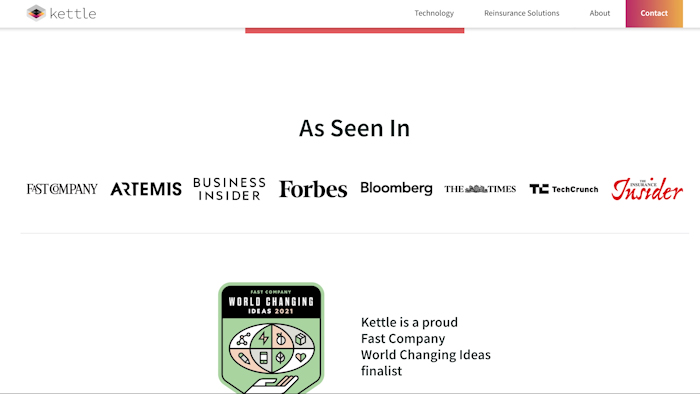 kettle
Technology
Reinsurance Solutions
About
Contact
As Seen In
FAST COMPANY
ARTEMIS
BUSINESS
INSIDER
Forbes
Bloomberg
THE TIMES
TC TechCrunch
THE
INSURANCE
Insider
FAST COMPANY
WORLD CHANGING
IDEAS 2021
Kettle is a proud
Fast Company
World Changing Ideas
finalist